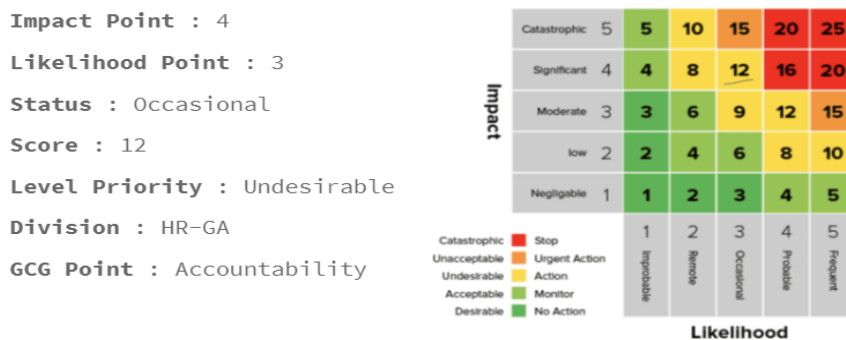 Impact Point : 4
Likelihood Point : 3
Status : Occasional
Score : 12
Level Priority : Undesirable
Division : HR-GA
GCG Point : Accountability
Impact
Catastrophic 5 5 10 15 20 25
Significant 4 4 8 12 16 20
Moderate 3 3 6 9 12 15
low 2 2 4 6 8 10
Negligable 1 1 2 3 4 5
1 2 3 4 5
Improbable Remote Occasional Probable Frequent
Likelihood
Catastrophic Stop
Unacceptable Urgent Action
Undesirable Action
Acceptable Monitor
Desirable No Action